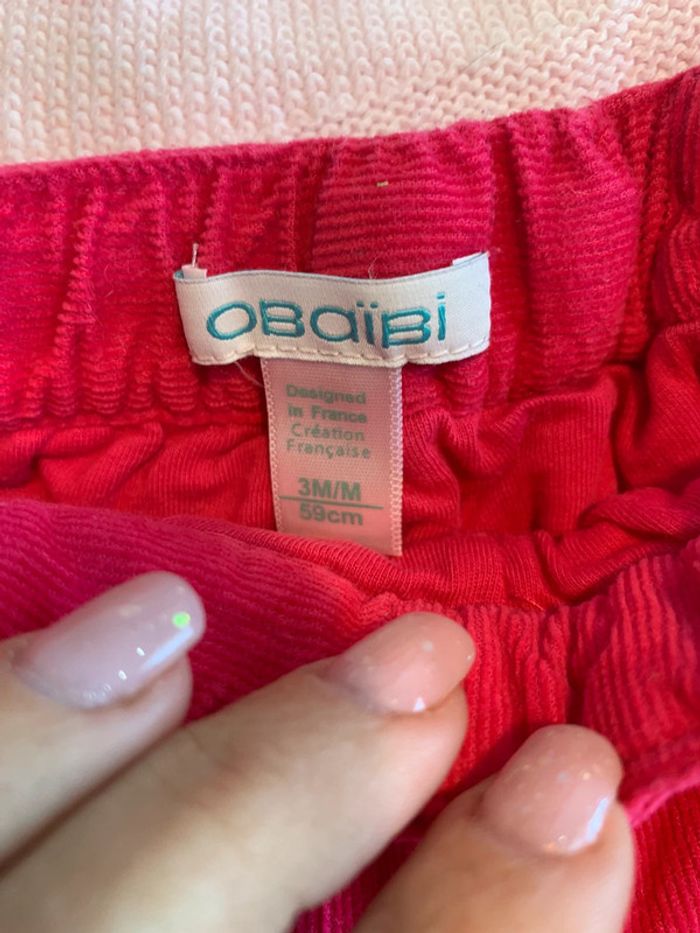 OBaïBi
Designed
in France
Création
Française
3M/M
59cm